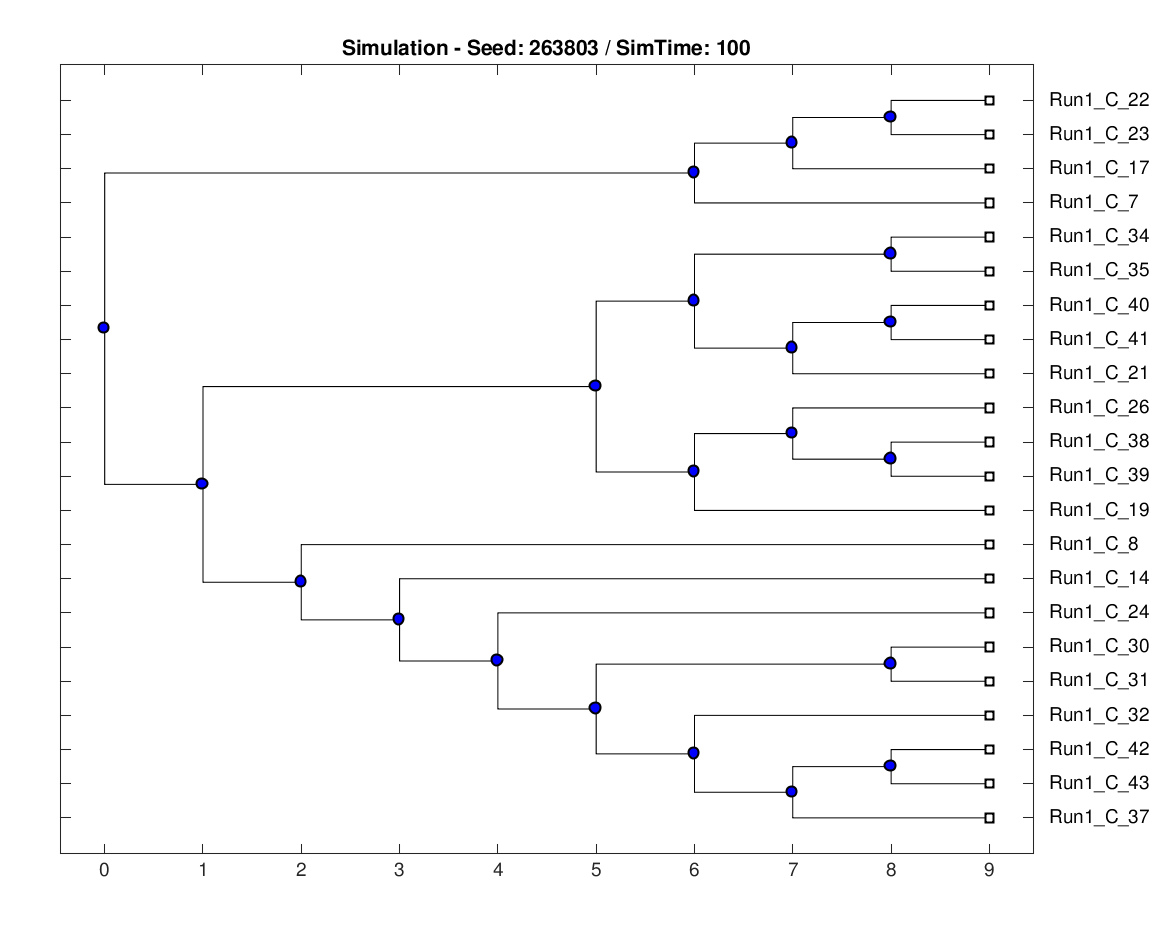 Simulation - Seed: 263803 / SimTime: 100
Run1_C_22
Run1_C_23
Run1_C_17
Run1_C_7
Run1_C_34
Run1_C_35
Run1_C_40
Run1_C_41
Run1_C_21
Run1_C_26
Run1_C_38
Run1_C_39
Run1_C_19
Run1_C_8
Run1_C_14
Run1_C_24
Run1_C_30
Run1_C_31
Run1_C_32
Run1_C_42
Run1_C_43
Run1_C_37
0 1 2 3 4 5 6 7 8 9